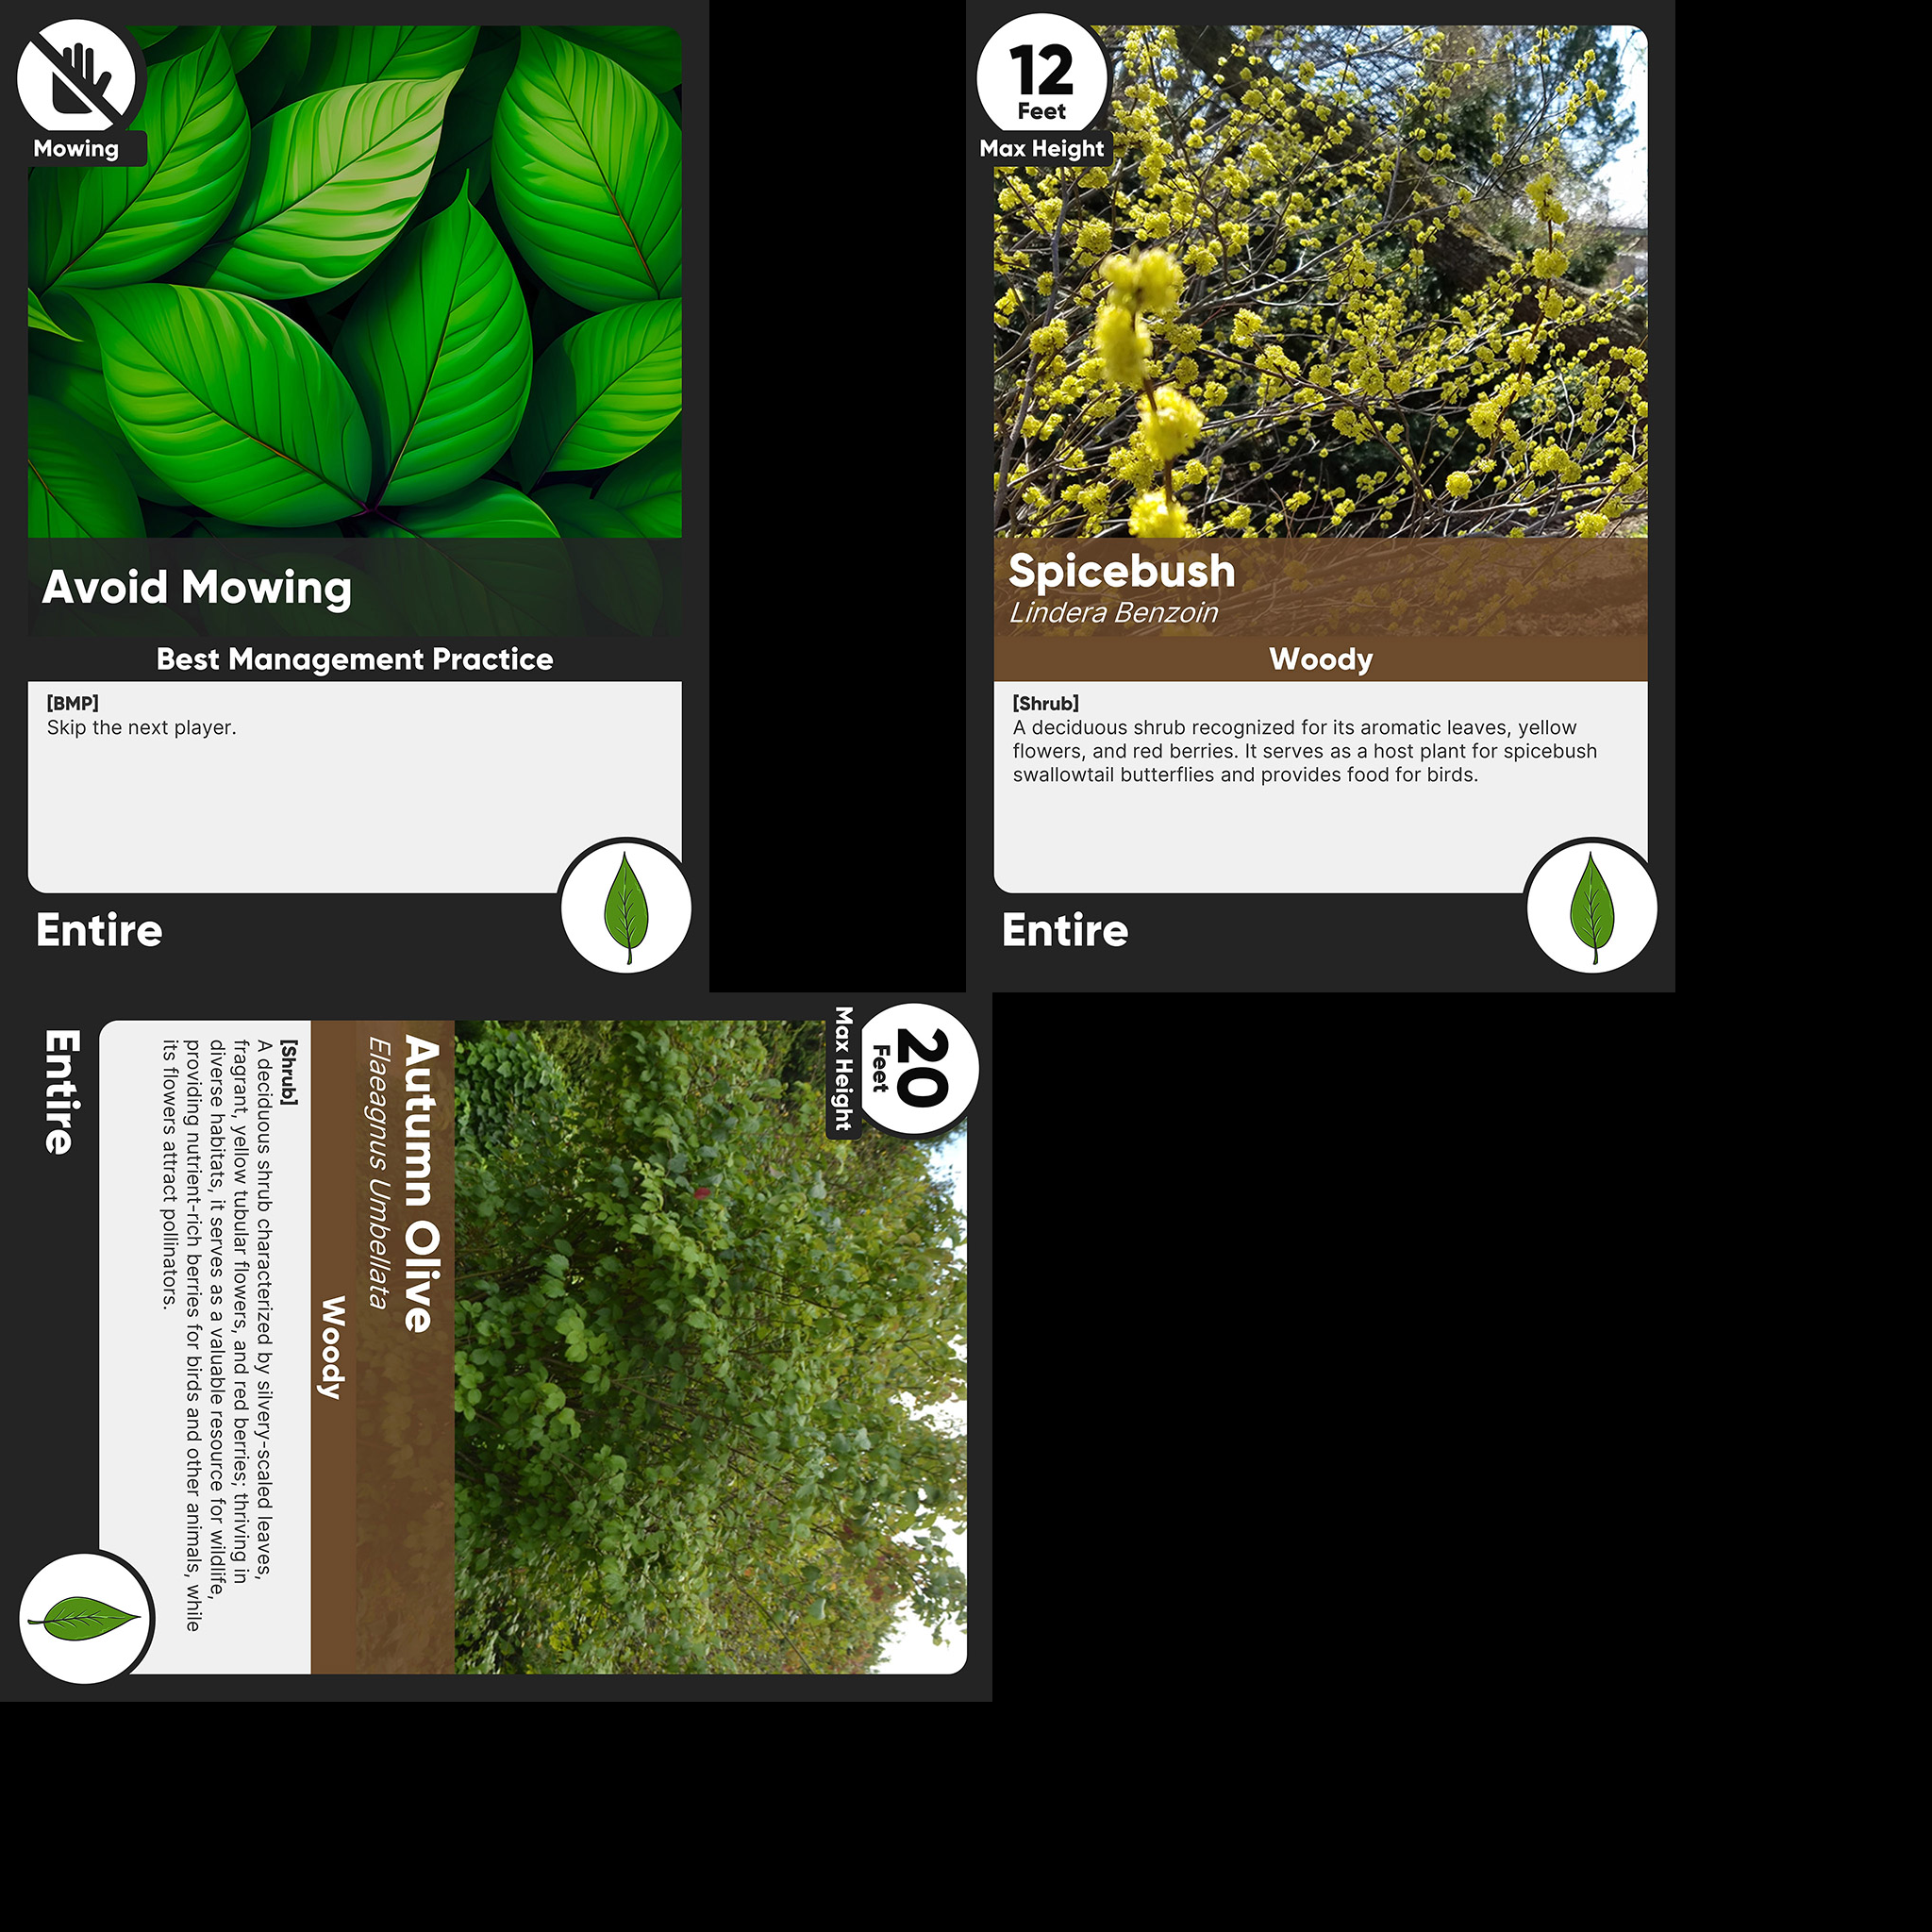 Mowing
Avoid Mowing
Best Management Practice
[BMP]
Skip the next player.
Entire
12
Feet
Max Height
Spicebush
Lindera Benzoin
Woody
[Shrub]
A deciduous shrub recognized for its aromatic leaves, yellow
flowers, and red berries. It serves as a host plant for spicebush
swallowtail butterflies and provides food for birds.
Entire
20
Feet
Max Height
Autumn Olive
Elaeagnus Umbellata
Woody
[Shrub]
A deciduous shrub characterized by silvery-scaled leaves,
fragrant, yellow tubular flowers, and red berries; thriving in
diverse habitats, it serves as a valuable resource for wildlife,
providing nutrient-rich berries for birds and other animals, while
its flowers attract pollinators.
Entire